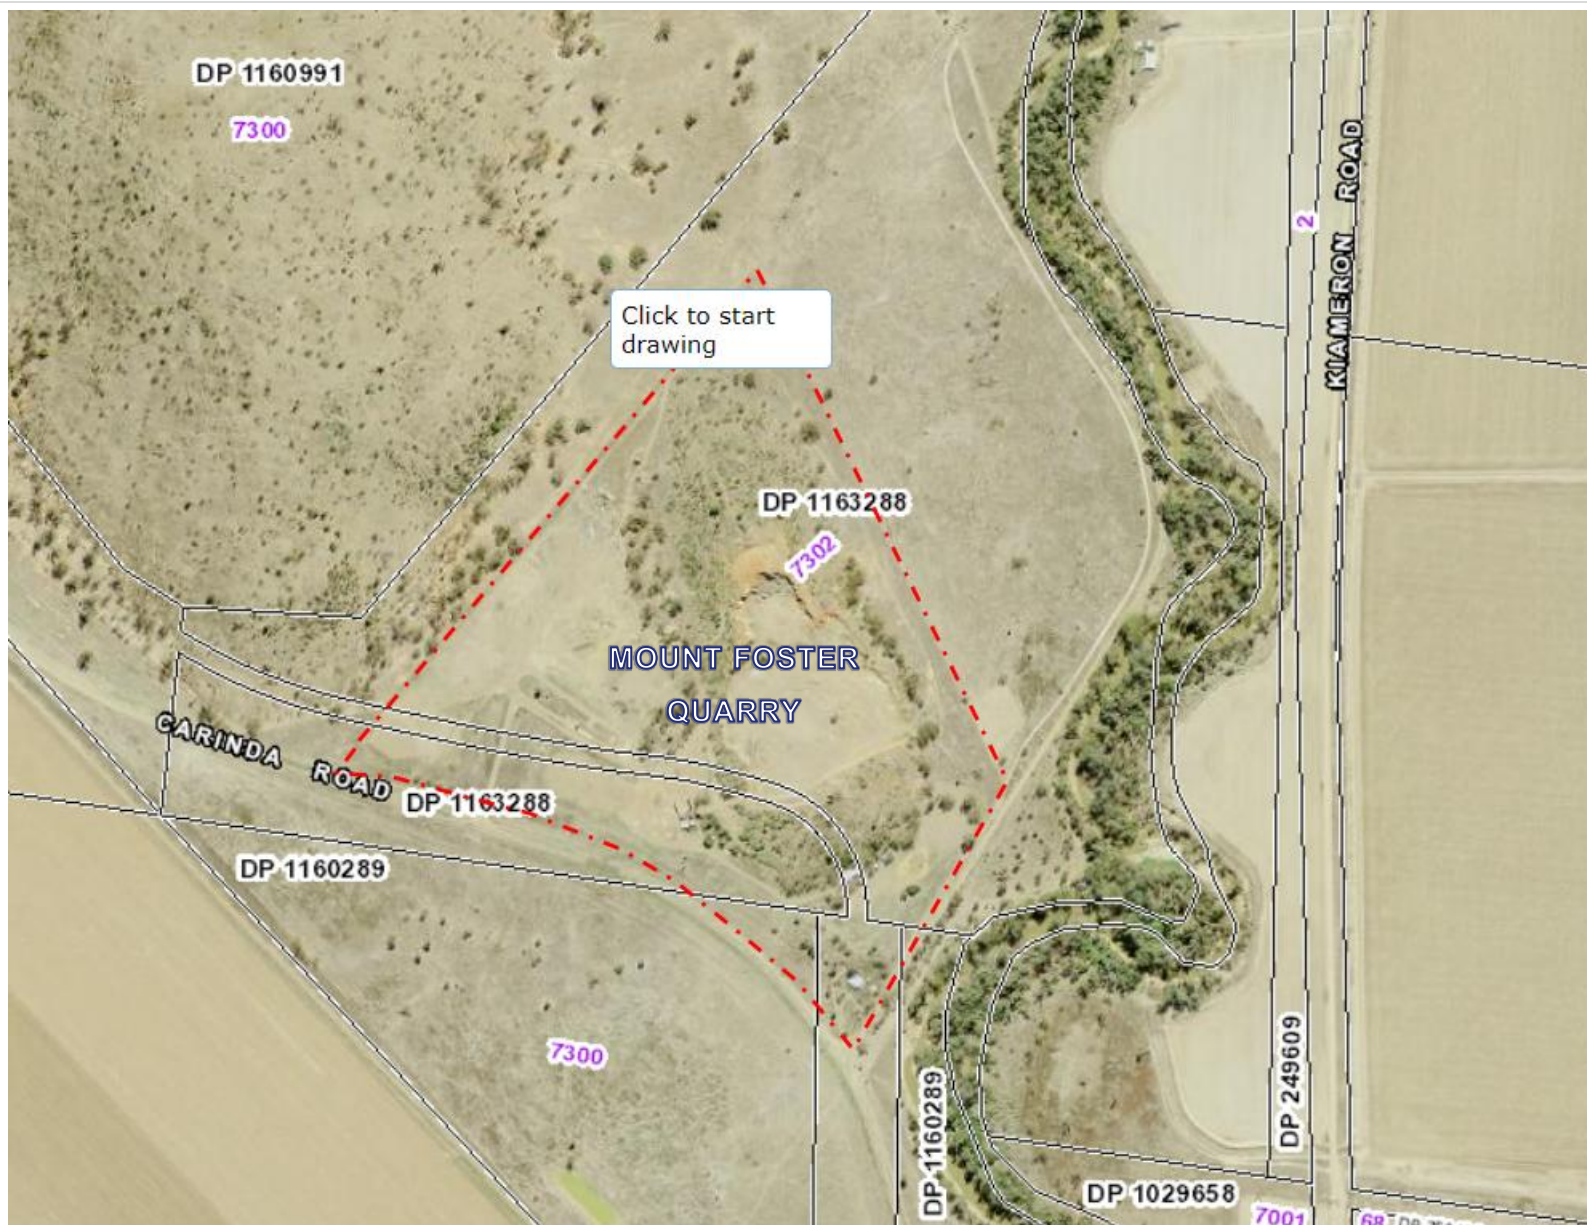 DP 1160991
7300
2
KIAMERON ROAD
Click to start
drawing
DP 1163288
7302
MOUNT FOSTER
QUARRY
CARINDA ROAD
DP 1163288
DP 1160289
7300
DP 1160289
DP 249609
DP 1029658
7001
68